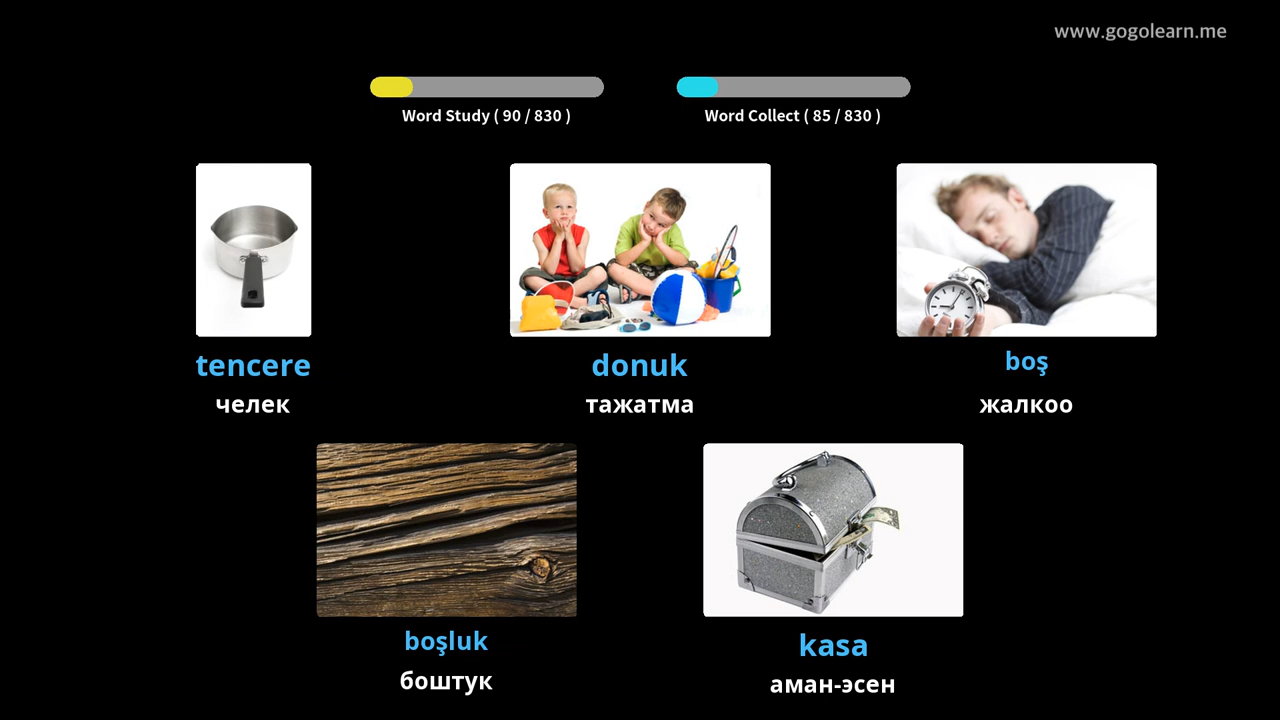 www.gogolearn.me
Word Study ( 90 / 830 )
Word Collect ( 85 / 830 )
tencere
челек
donuk
тажатма
boş
жалкоо
boşluk
боштук
kasa
аман-эсен